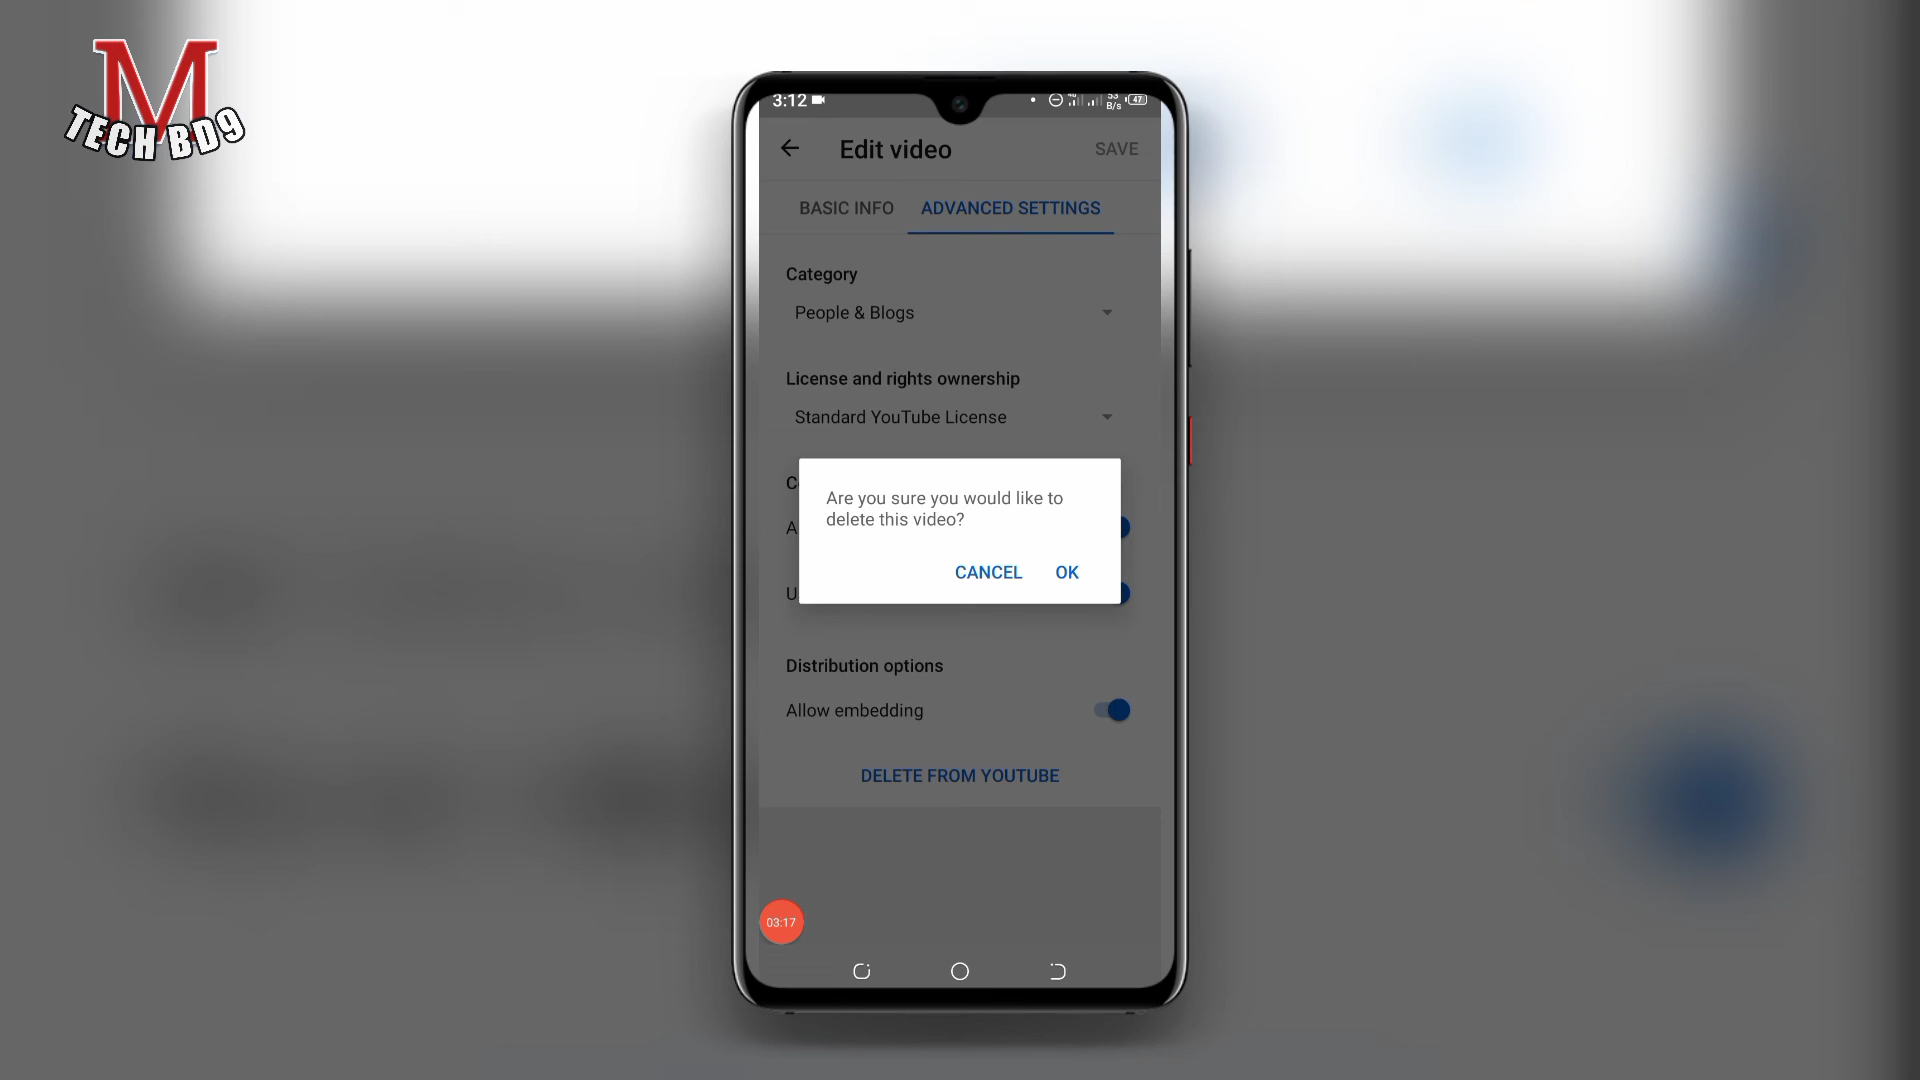 M
TECH BD9
3:12
53
B/s
47
Edit video
SAVE
BASIC INFO
ADVANCED SETTINGS
Category
People & Blogs
License and rights ownership
Standard YouTube License
C
A
Are you sure you would like to
delete this video?
CANCEL
OK
U
Distribution options
Allow embedding
DELETE FROM YOUTUBE
03:17